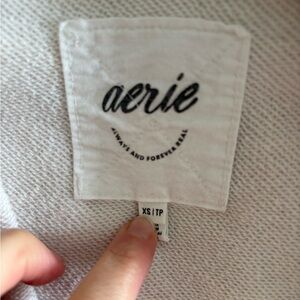 aerie
ALWAYS AND FOREVER REAL
XS | TP